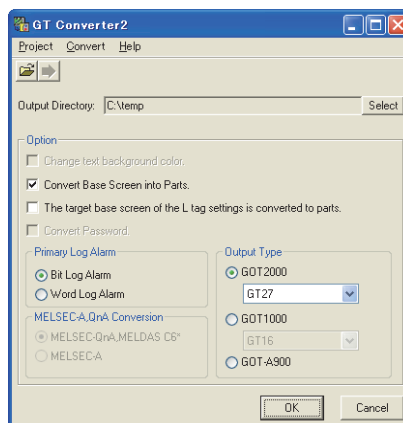 GT Converter2
Project Convert Help
Output Directory: C:\temp Select
Option
Change text background color.
Convert Base Screen into Parts.
The target base screen of the L tag settings is converted to parts.
Convert Password.
Primary Log Alarm
Bit Log Alarm
Word Log Alarm
MELSEC-A,QnA Conversion
MELSEC-QnA,MELDAS C6*
MELSEC-A
Output Type
GOT2000
GT27
GOT1000
GT16
GOT-A900
OK Cancel